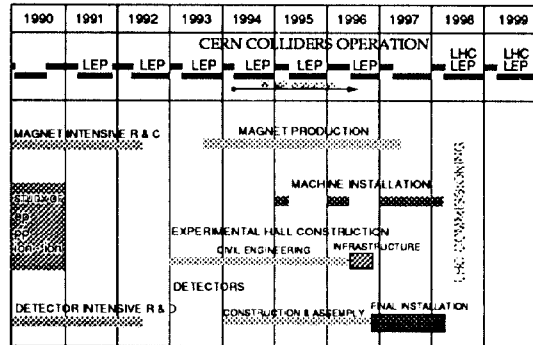 1990 1991 1992 1993 1994 1995 1996 1997 1998 1999
CERN COLLIDERS OPERATION
LHC LHC
LEP LEP LEP LEP LEP LEP LEP LEP LEP
MAGNET INTENSIVE R & C
MAGNET PRODUCTION
MACHINE INSTALLATION
EXPERIMENTAL HALL CONSTRUCTION
CIVIL ENGINEERING
INFRASTRUCTURE
DETECTORS
DETECTOR INTENSIVE R & D
CONSTRUCTION & ASSEMPLY
FINAL INSTALLATION
LHC